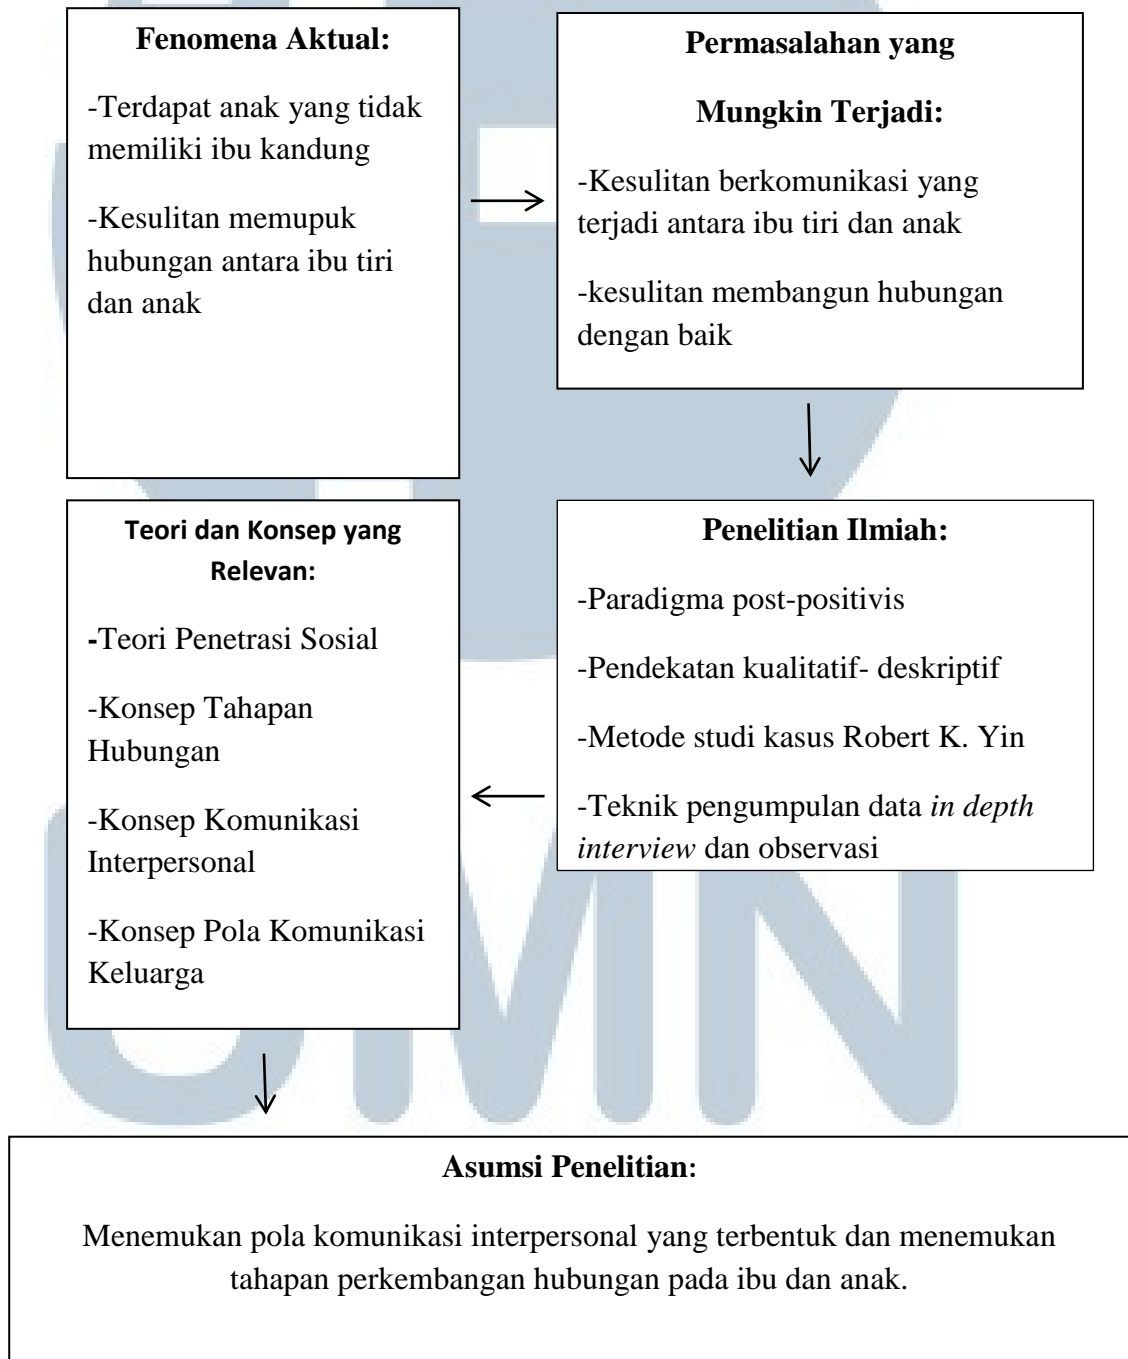 Fenomena Aktual:
-Terdapat anak yang tidak
memiliki ibu kandung
-Kesulitan memupuk
hubungan antara ibu tiri
dan anak
Permasalahan yang
Mungkin Terjadi:
-Kesulitan berkomunikasi yang
terjadi antara ibu tiri dan anak
-kesulitan membangun hubungan
dengan baik
Penelitian Ilmiah:
-Paradigma post-positivis
-Pendekatan kualitatif- deskriptif
-Metode studi kasus Robert K. Yin
-Teknik pengumpulan data in depth
interview dan observasi
Teori dan Konsep yang
Relevan:
-Teori Penetrasi Sosial
-Konsep Tahapan
Hubungan
-Konsep Komunikasi
Interpersonal
-Konsep Pola Komunikasi
Keluarga
Asumsi Penelitian:
Menemukan pola komunikasi interpersonal yang terbentuk dan menemukan
tahapan perkembangan hubungan pada ibu dan anak.
UMN